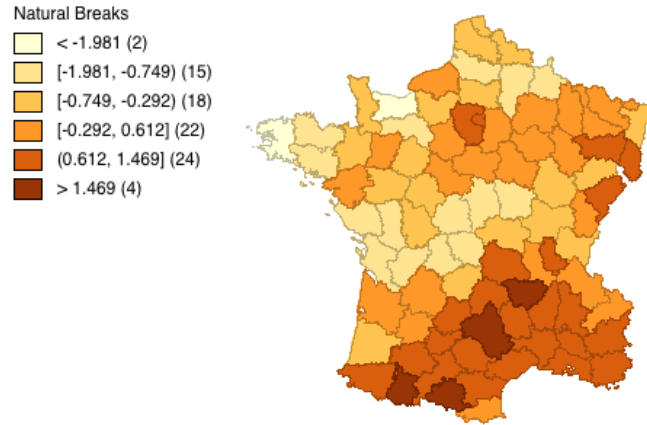 Natural Breaks
< -1.981 (2)
[-1.981, -0.749) (15)
[-0.749, -0.292) (18)
[-0.292, 0.612] (22)
(0.612, 1.469] (24)
> 1.469 (4)